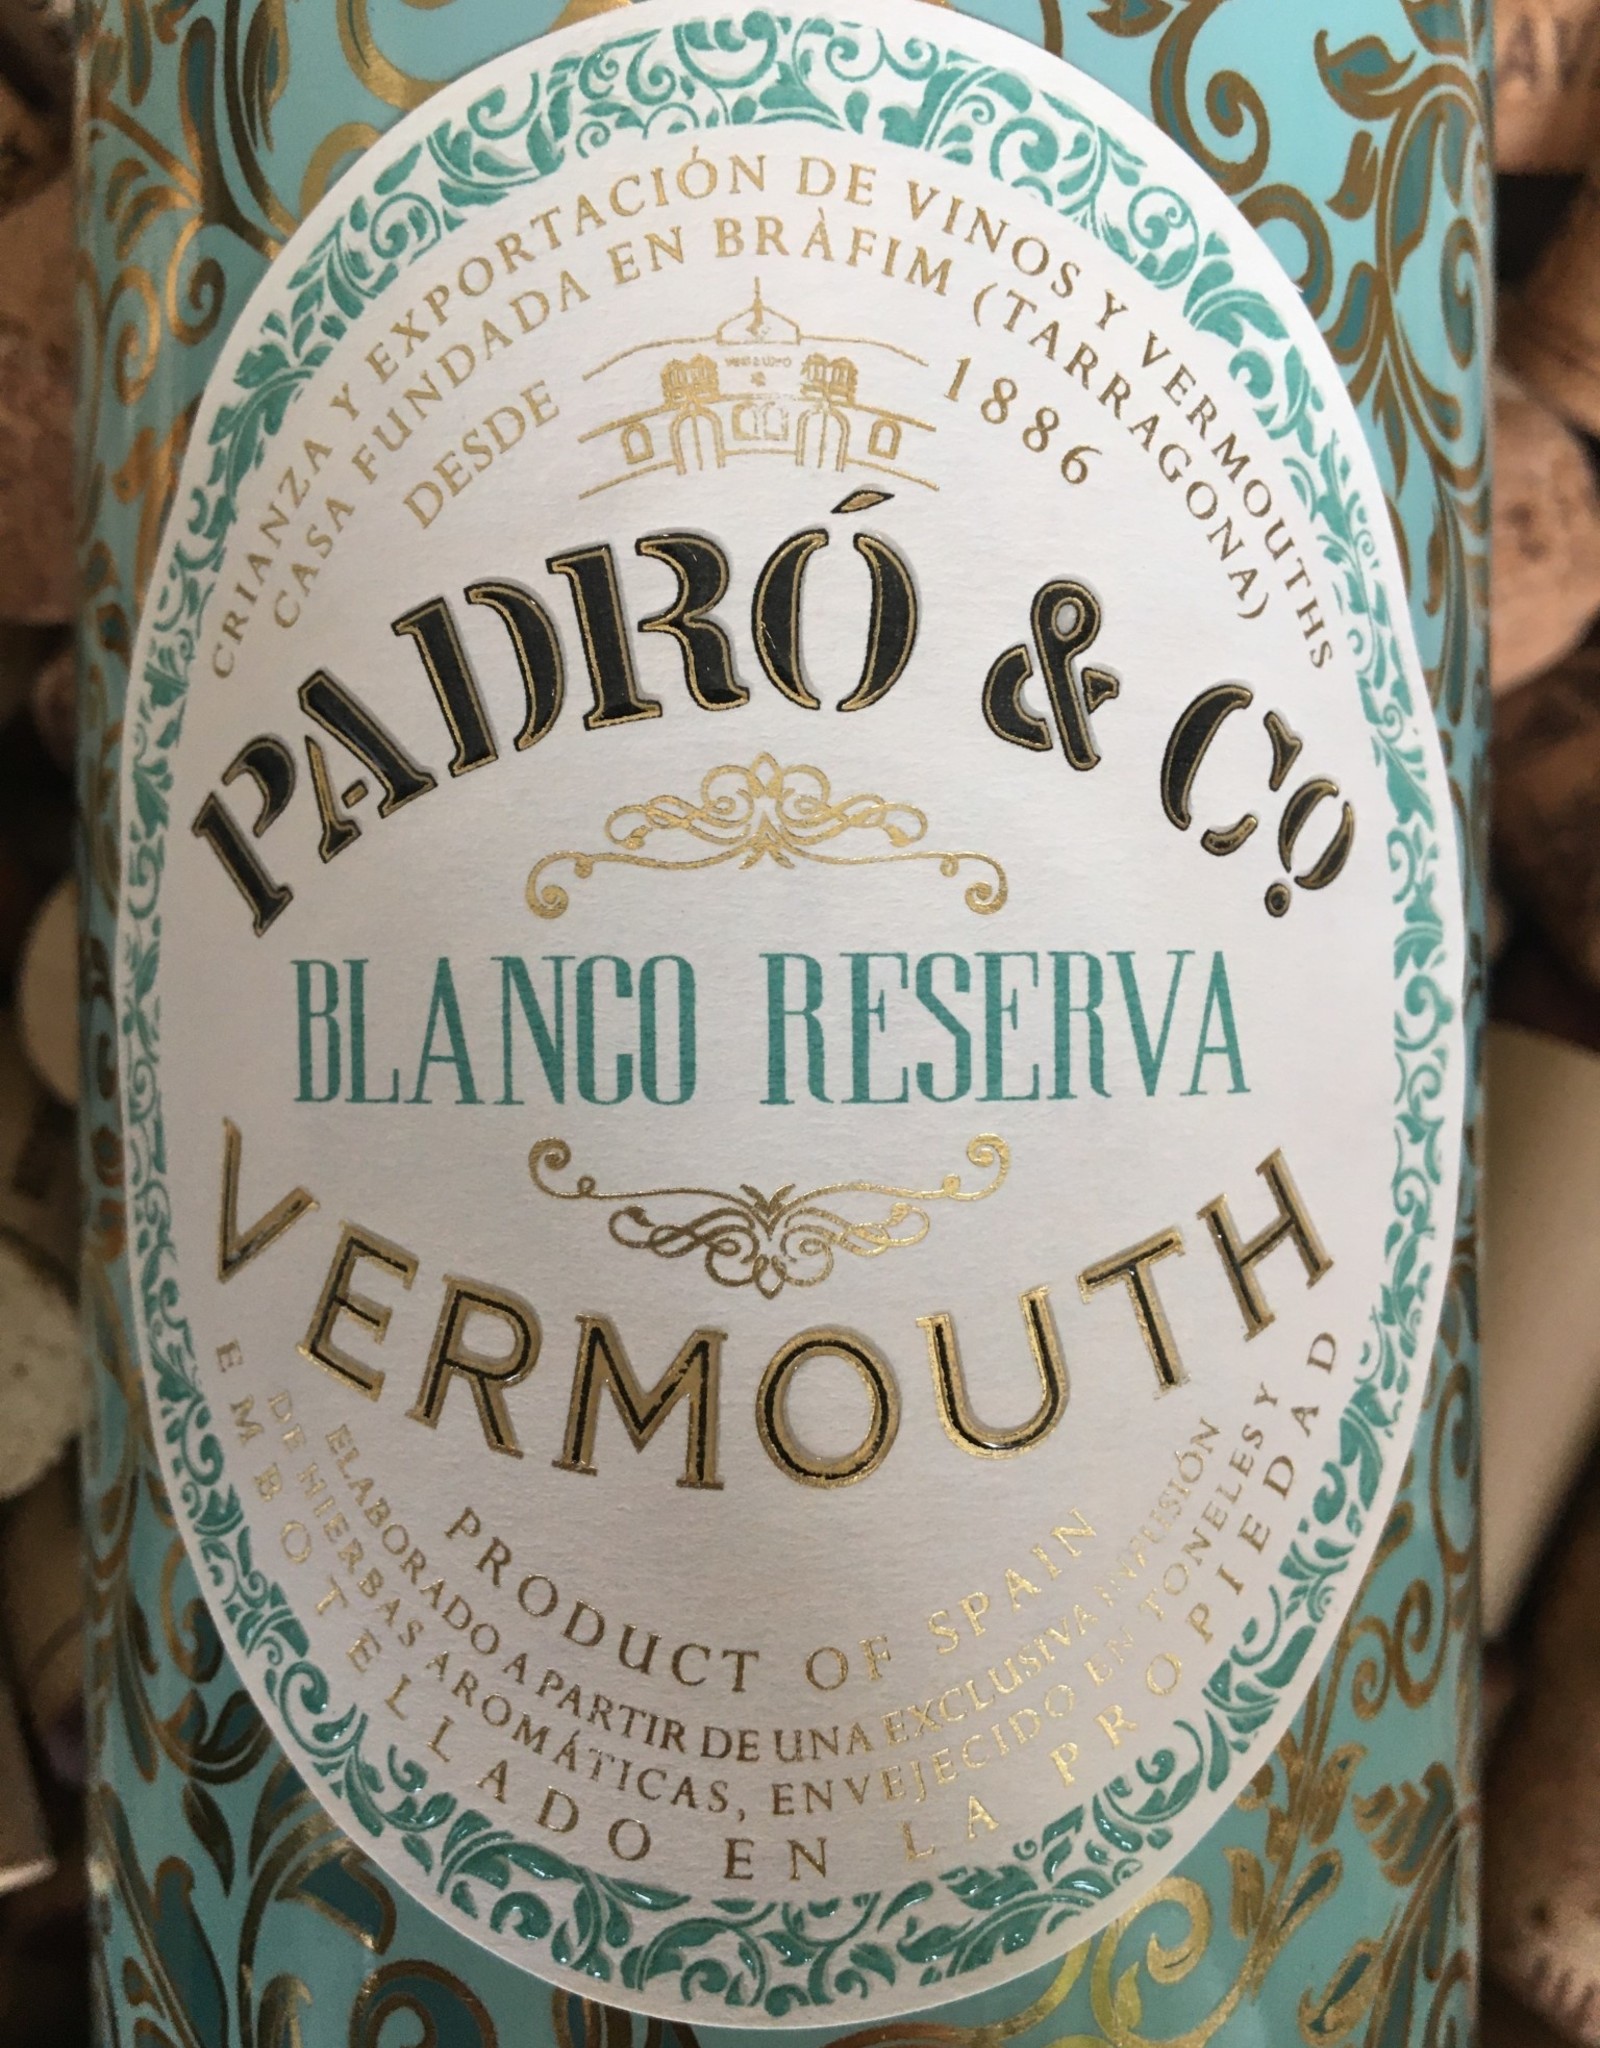 CRIANZA Y EXPORTACIÓN DE VINOS Y VERMOUTHS
CASA FUNDADA EN BRÀFIM (TARRAGONA)
DESDE 1886
PADRÓ & Cº
BLANCO RESERVA
VERMOUTH
PRODUCT OF SPAIN
ELABORADO A PARTIR DE UNA EXCLUSIVA INFUSIÓN
DE HIERBAS AROMÁTICAS, ENVEJECIDO EN TONELES Y
EMBOTELLADO EN LA PROPIEDAD